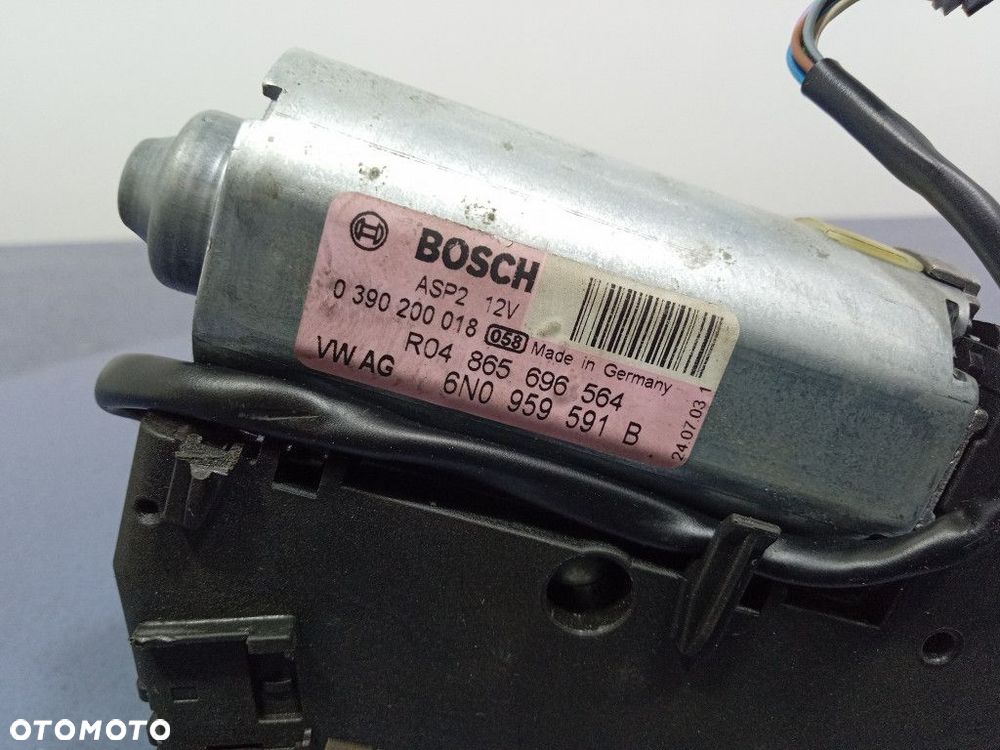 BOSCH
ASP2 12V
0 390 200 018 058 Made in Germany
R04 865 696 564
VW AG 6N0 959 591 B
24.07.03 1
OTOMOTO